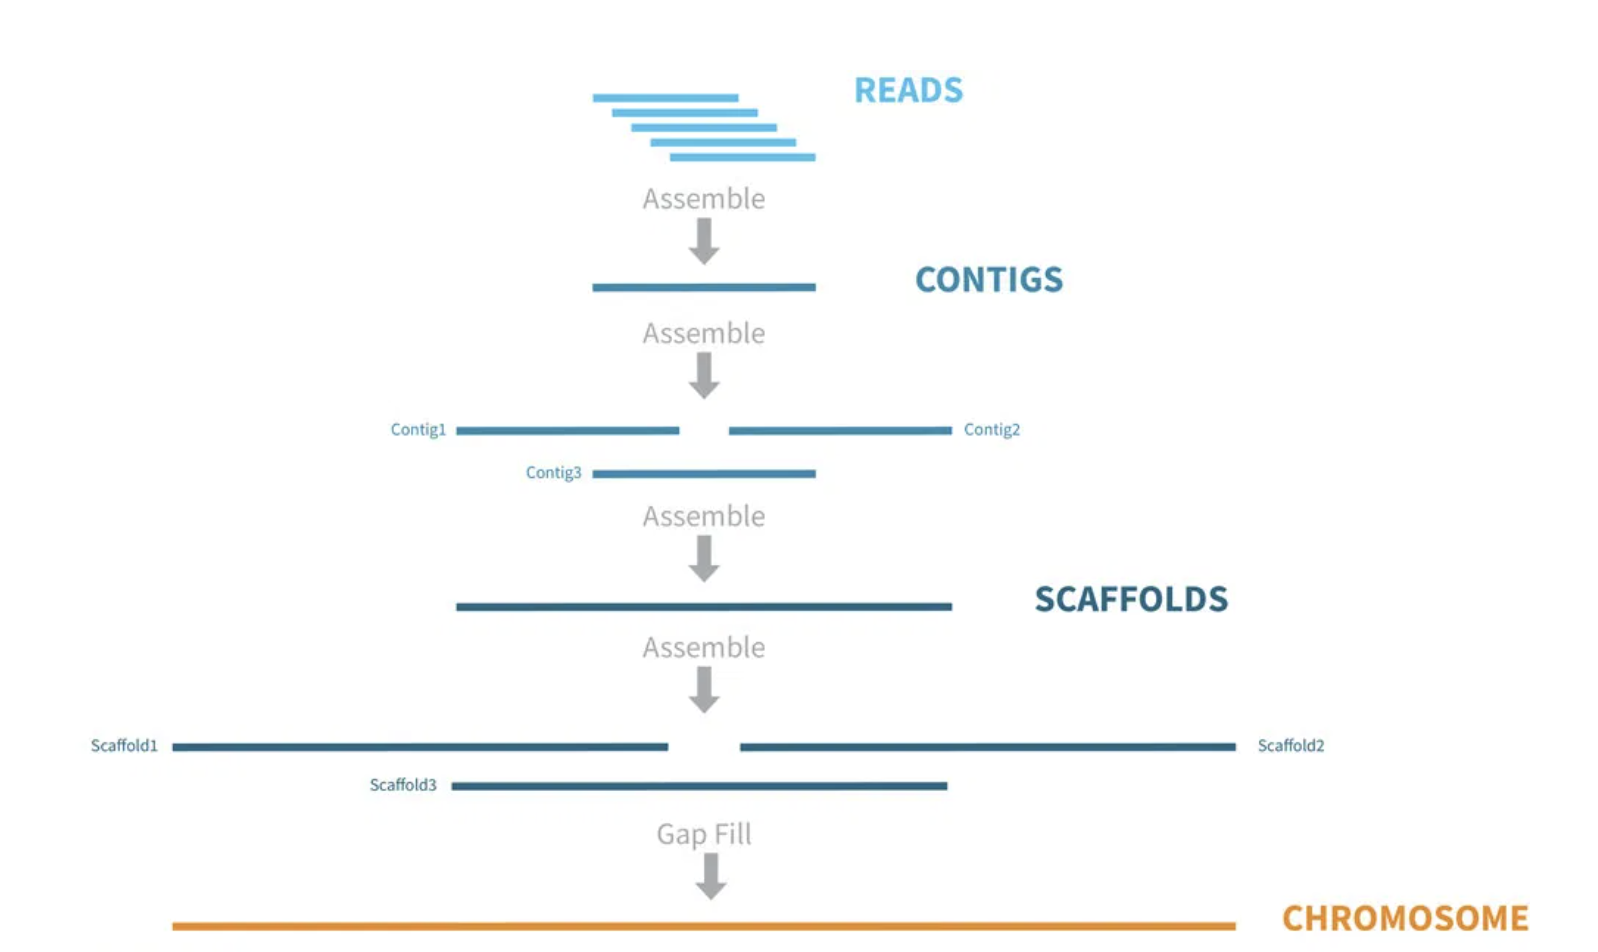 READS
Assemble
CONTIGS
Assemble
Contig1
Contig2
Contig3
Assemble
SCAFFOLDS
Assemble
Scaffold1
Scaffold2
Scaffold3
Gap Fill
CHROMOSOME